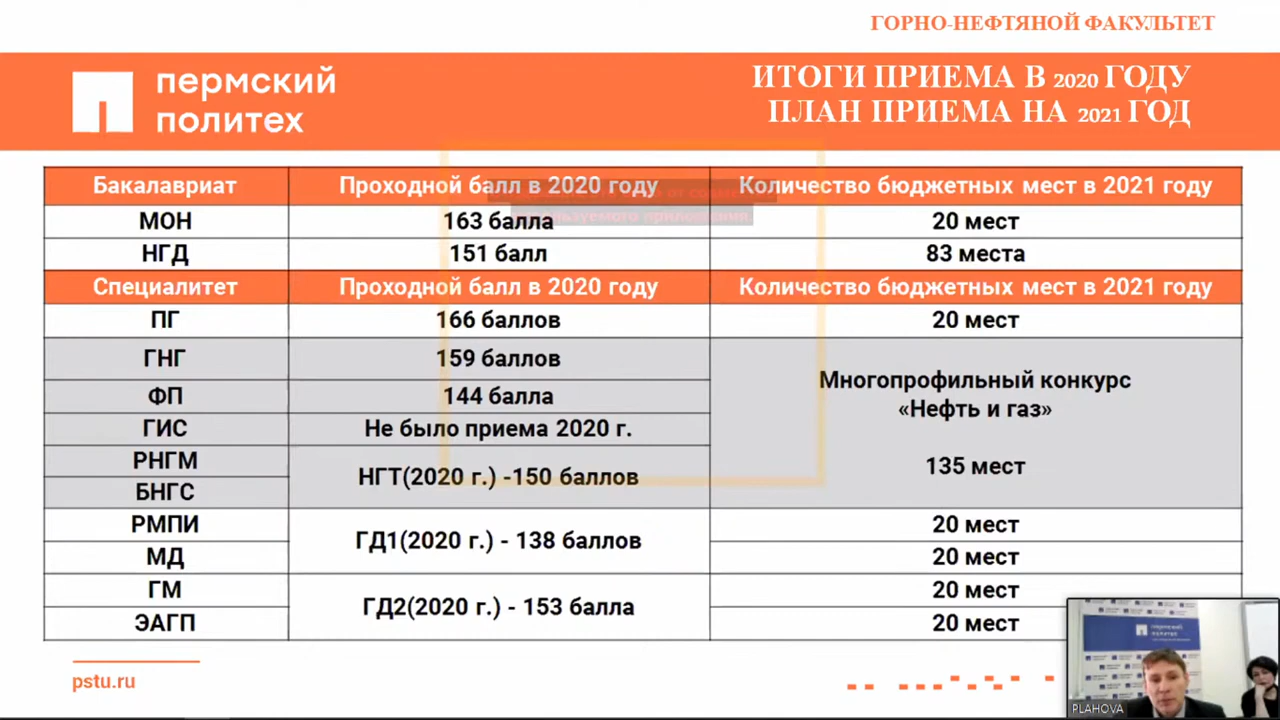 ГОРНО-НЕФТЯНОЙ ФАКУЛЬТЕТ
пермский
политех
ИТОГИ ПРИЕМА В 2020 ГОДУ
ПЛАН ПРИЕМА НА 2021 ГОД
Бакалавриат Проходной балл в 2020 году Количество бюджетных мест в 2021 году
МОН 163 балла 20 мест
НГД 151 балл 83 места
Специалитет Проходной балл в 2020 году Количество бюджетных мест в 2021 году
ПГ 166 баллов 20 мест
ГНГ 159 баллов
ФП 144 балла
ГИС Не было приема 2020 г.
РНГМ
БНГС
НГТ(2020 г.) -150 баллов
Многопрофильный конкурс
«Нефть и газ»
135 мест
РМПИ 20 мест
МД 20 мест
ГД1(2020 г.) - 138 баллов
ГМ 20 мест
ЭАГП 20 мест
ГД2(2020 г.) - 153 балла
pstu.ru
пермский
политех
PLAHOVA